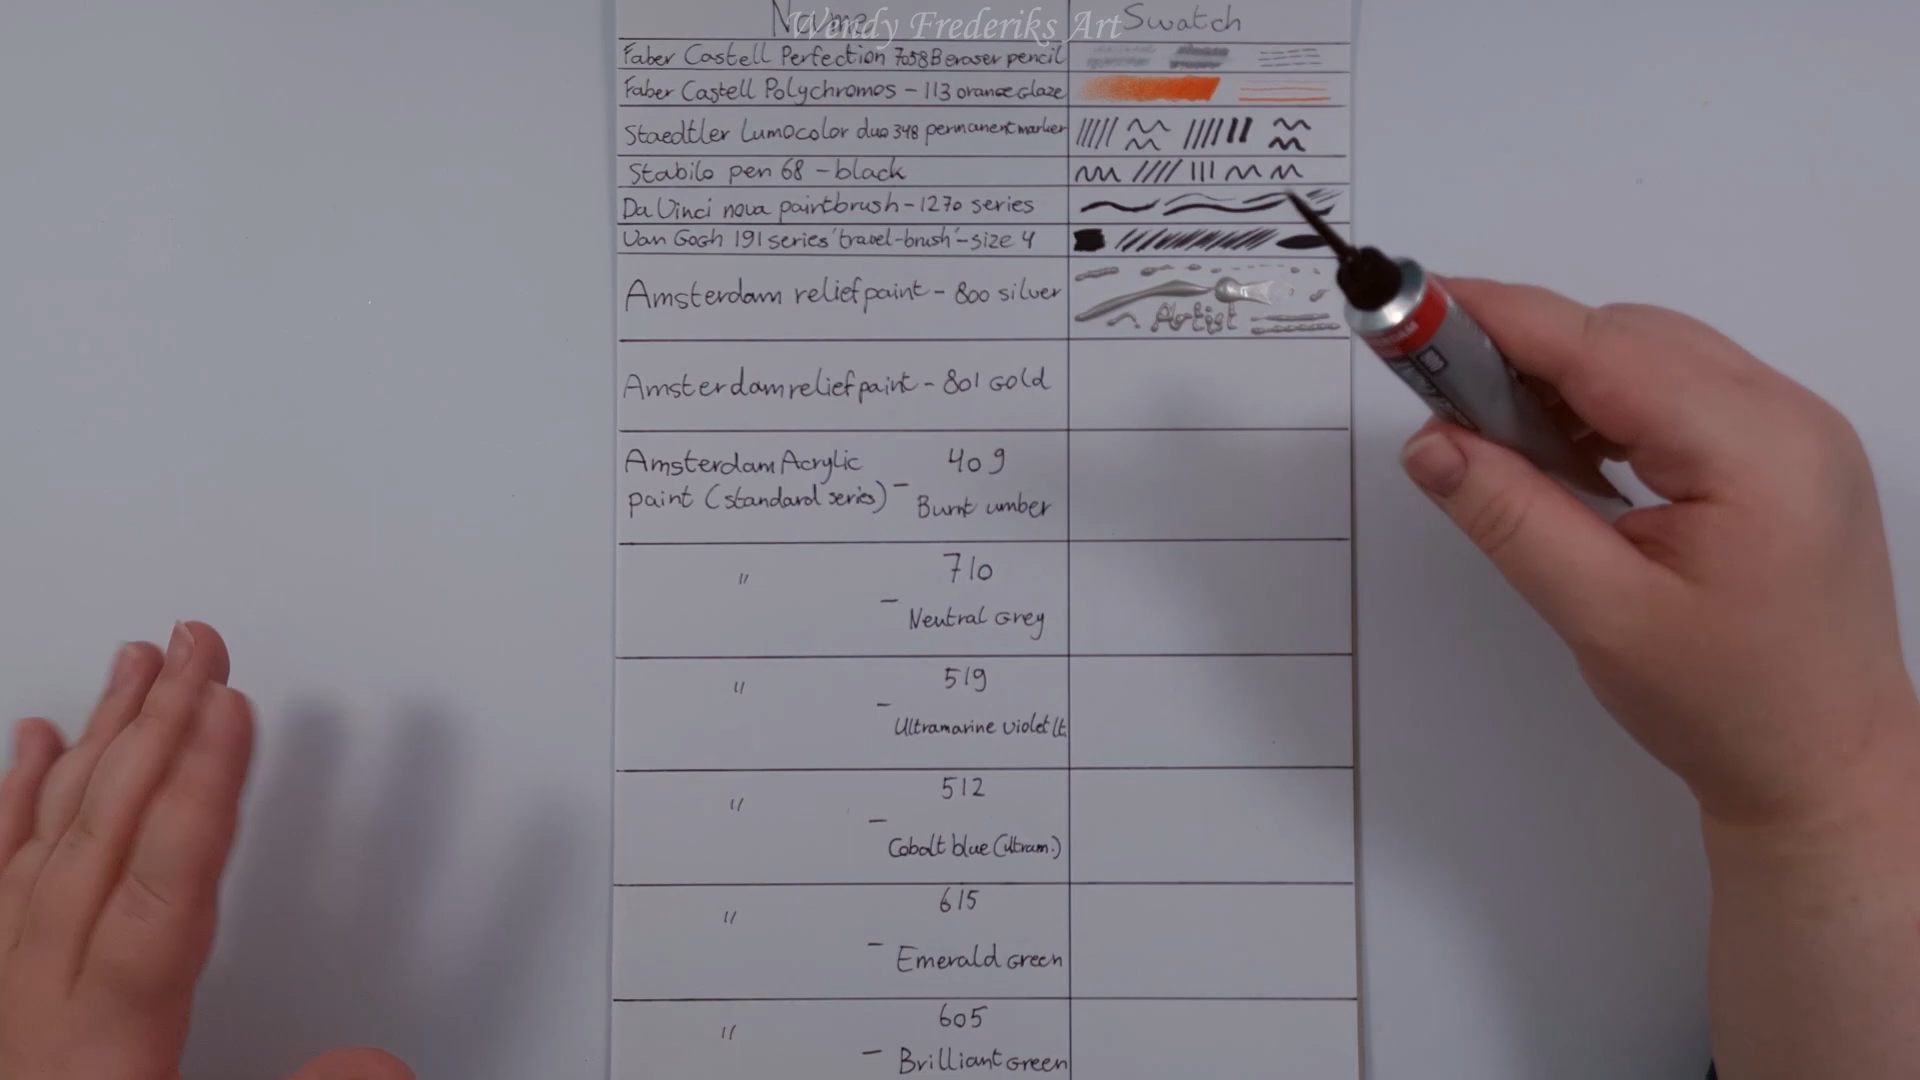 Name
Wendy Frederiks Art
Swatch
Faber Castell Perfection 7058B eraser pencil
Faber Castell Polychromos - 113 orange Glaze
Staedtler Lumocolor duo 348 permanent marker
Stabilo pen 68 - black
Da Vinci nova paintbrush - 1270 series
Van Gogh 191 series 'travel-brush' - size 4
Amsterdam relief paint - 800 silver
Artist
Amsterdam relief paint - 801 Gold
Amsterdam Acrylic
paint (standard series) -
409
Burnt umber
" -
710
Neutral Grey
" -
519
Ultramarine violet lt.
" -
512
Cobalt blue (Ultram.)
" -
615
Emerald Green
" -
605
Brilliant Green